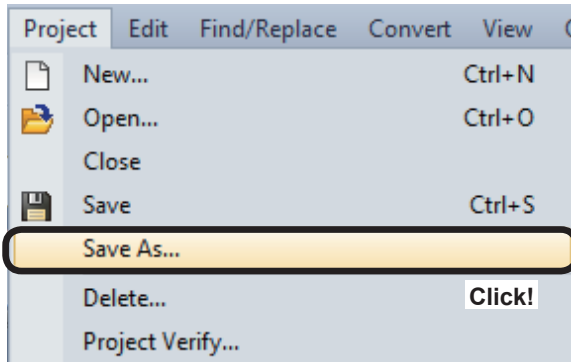 Project Edit Find/Replace Convert View
New... Ctrl+N
Open... Ctrl+O
Close
Save Ctrl+S
Save As...
Click!
Delete...
Project Verify...